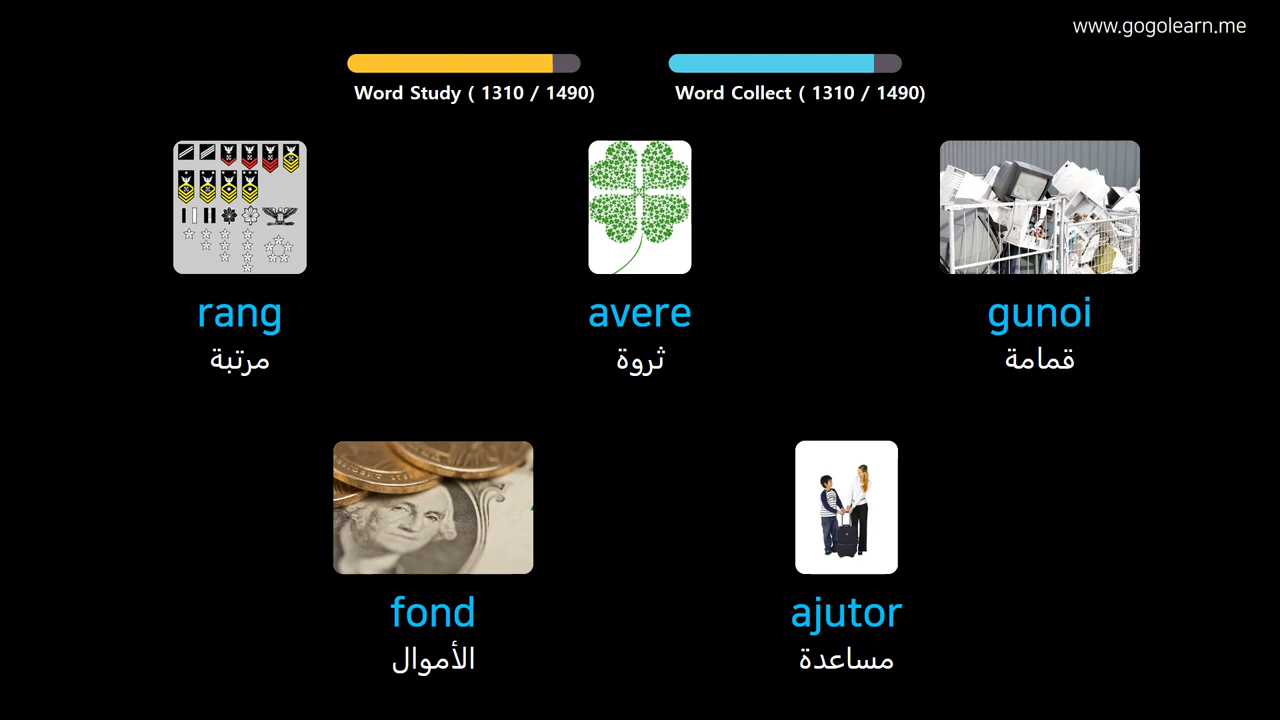 www.gogolearn.me
Word Study ( 1310 / 1490)
Word Collect ( 1310 / 1490)
rang
مرتبة
avere
ثروة
gunoi
قمامة
fond
الأموال
ajutor
مساعدة